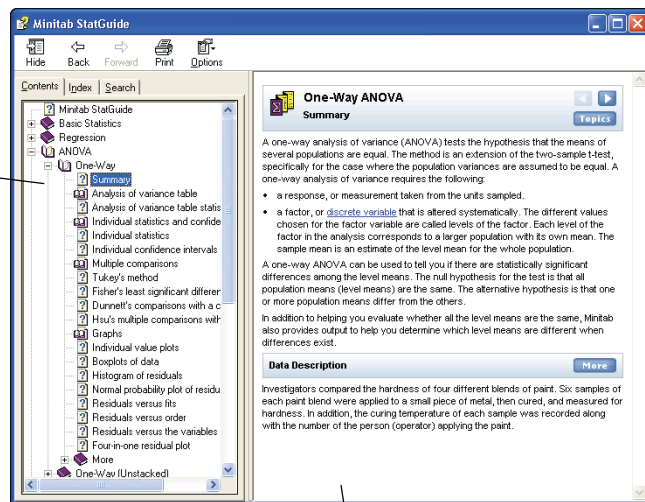 Minitab StatGuide
Hide Back Forward Print Options
Contents Index Search
Minitab StatGuide
Basic Statistics
Regression
ANOVA
One-Way
Summary
Analysis of variance table
Analysis of variance table statis
Individual statistics and confide
Individual statistics
Individual confidence intervals
Multiple comparisons
Tukey's method
Fisher's least significant differen
Dunnett's comparisons with a c
Hsu's multiple comparisons with
Graphs
Individual value plots
Boxplots of data
Histogram of residuals
Normal probability plot of residu
Residuals versus fits
Residuals versus order
Residuals versus the variables
Four-in-one residual plot
More
One-Way (Unstacked)
One-Way ANOVA
Summary
Topics
A one-way analysis of variance (ANOVA) tests the hypothesis that the means of
several populations are equal. The method is an extension of the two-sample t-test,
specifically for the case where the population variances are assumed to be equal. A
one-way analysis of variance requires the following:
• a response, or measurement taken from the units sampled.
• a factor, or discrete variable that is altered systematically. The different values
chosen for the factor variable are called levels of the factor. Each level of the
factor in the analysis corresponds to a larger population with its own mean. The
sample mean is an estimate of the level mean for the whole population.
A one-way ANOVA can be used to tell you if there are statistically significant
differences among the level means. The null hypothesis for the test is that all
population means (level means) are the same. The alternative hypothesis is that one
or more population means differ from the others.
In addition to helping you evaluate whether all the level means are the same, Minitab
also provides output to help you determine which level means are different when
differences exist.
Data Description
More
Investigators compared the hardness of four different blends of paint. Six samples of
each paint blend were applied to a small piece of metal, then cured, and measured for
hardness. In addition, the curing temperature of each sample was recorded along
with the number of the person (operator) applying the paint.